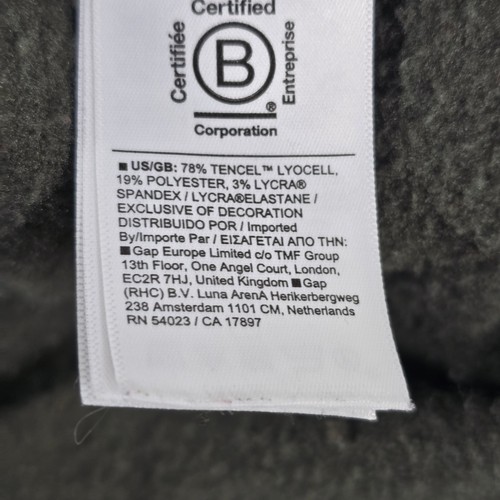 Certified
Certifiée
B
Entreprise
®
Corporation
■ US/GB: 78% TENCEL™ LYOCELL,
19% POLYESTER, 3% LYCRA®
SPANDEX / LYCRA®ELASTANE /
EXCLUSIVE OF DECORATION
DISTRIBUIDO POR / Imported
By/Importe Par / ΕΙΣΑΓΕΤΑΙ ΑΠΟ ΤΗΝ:
■ Gap Europe Limited c/o TMF Group
13th Floor, One Angel Court, London,
EC2R 7HJ, United Kingdom ■ Gap
(RHC) B.V. Luna ArenA Herikerbergweg
238 Amsterdam 1101 CM, Netherlands
RN 54023 / CA 17897